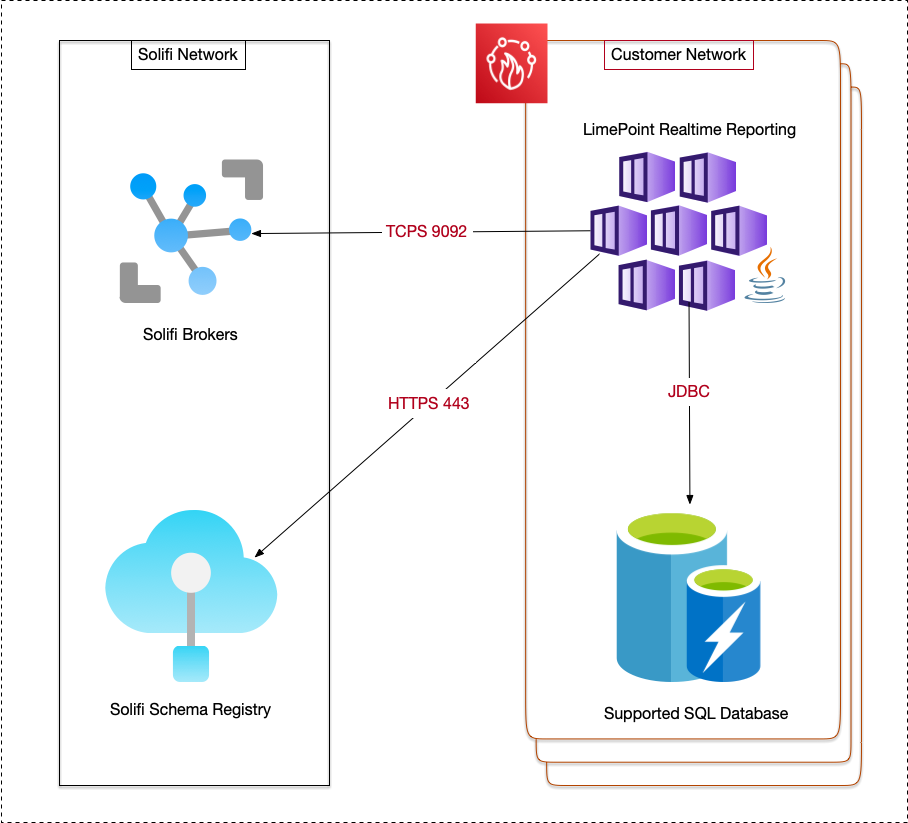 Solifi Network
Customer Network
LimePoint Realtime Reporting
TCPS 9092
Solifi Brokers
JDBC
HTTPS 443
Solifi Schema Registry
Supported SQL Database